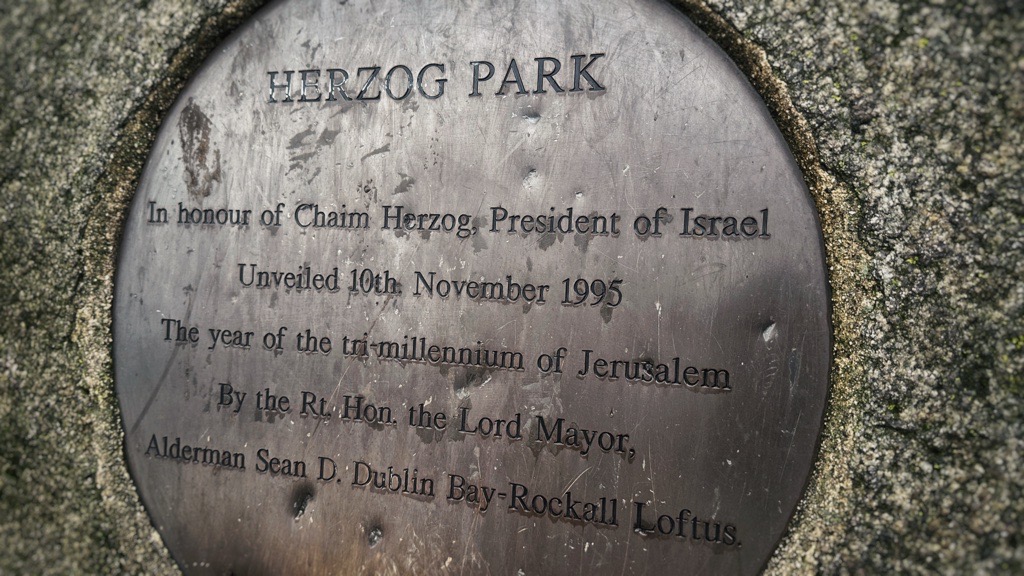 HERZOG PARK
In honour of Chaim Herzog, President of Israel
Unveiled 10th November 1995
The year of the tri-millennium of Jerusalem
By the Rt. Hon. the Lord Mayor,
Alderman Sean D. Dublin Bay-Rockall Loftus.